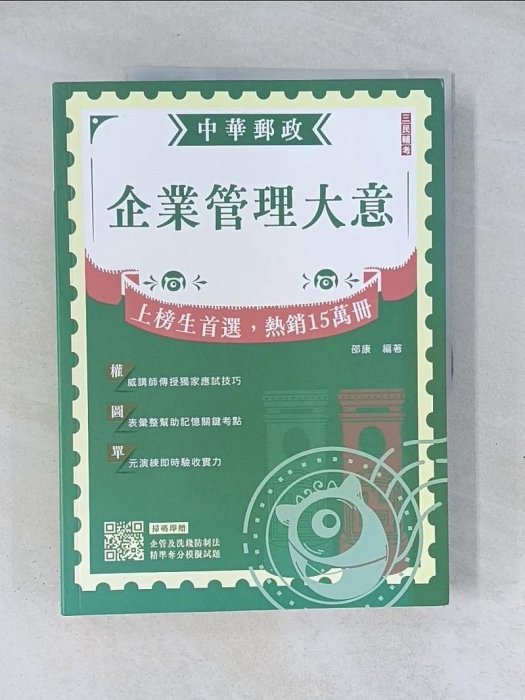 中華郵政
三民輔考
企業管理大意
上榜生首選，熱銷15萬冊
邵康 編著
權威講師傳授獨家應試技巧
圖表彙整幫助記憶關鍵考點
單元演練即時驗收實力
掃碼即贈
企管及洗錢防制法
精準奪分模擬試題